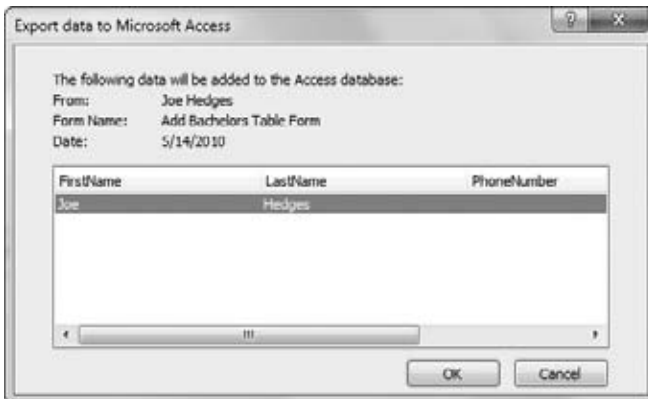 Export data to Microsoft Access
The following data will be added to the Access database:
From: Joe Hedges
Form Name: Add Bachelors Table Form
Date: 5/14/2010
FirstName LastName PhoneNumber
Joe Hedges
OK Cancel